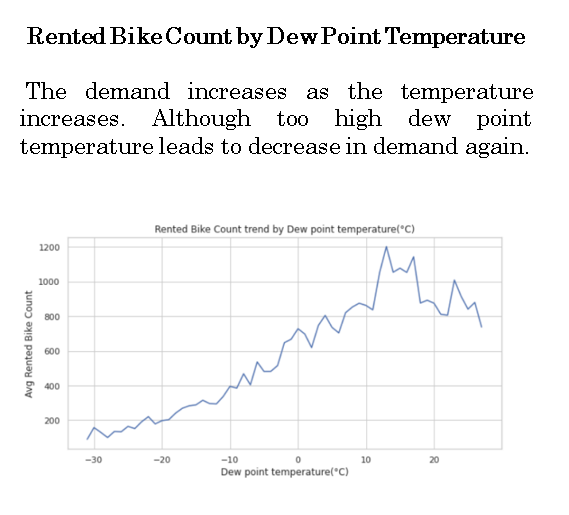 Rented Bike Count by Dew Point Temperature
The demand increases as the temperature
increases. Although too high dew point
temperature leads to decrease in demand again.
Rented Bike Count trend by Dew point temperature(°C)
Avg Rented Bike Count
1200
1000
800
600
400
200
−30 −20 −10 0 10 20
Dew point temperature(°C)